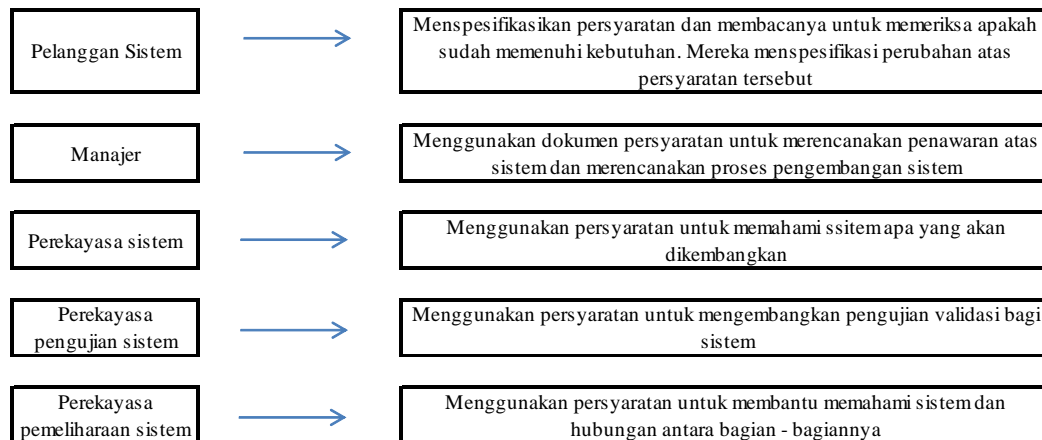 Pelanggan Sistem
Menspesifikasikan persyaratan dan membacanya untuk memeriksa apakah
sudah memenuhi kebutuhan. Mereka menspesifikasi perubahan atas
persyaratan tersebut
Manajer
Menggunakan dokumen persyaratan untuk merencanakan penawaran atas
sistem dan merencanakan proses pengembangan sistem
Perekayasa sistem
Menggunakan persyaratan untuk memahami ssitem apa yang akan
dikembangkan
Perekayasa
pengujian sistem
Menggunakan persyaratan untuk mengembangkan pengujian validasi bagi
sistem
Perekayasa
pemeliharaan sistem
Menggunakan persyaratan untuk membantu memahami sistem dan
hubungan antara bagian - bagiannya